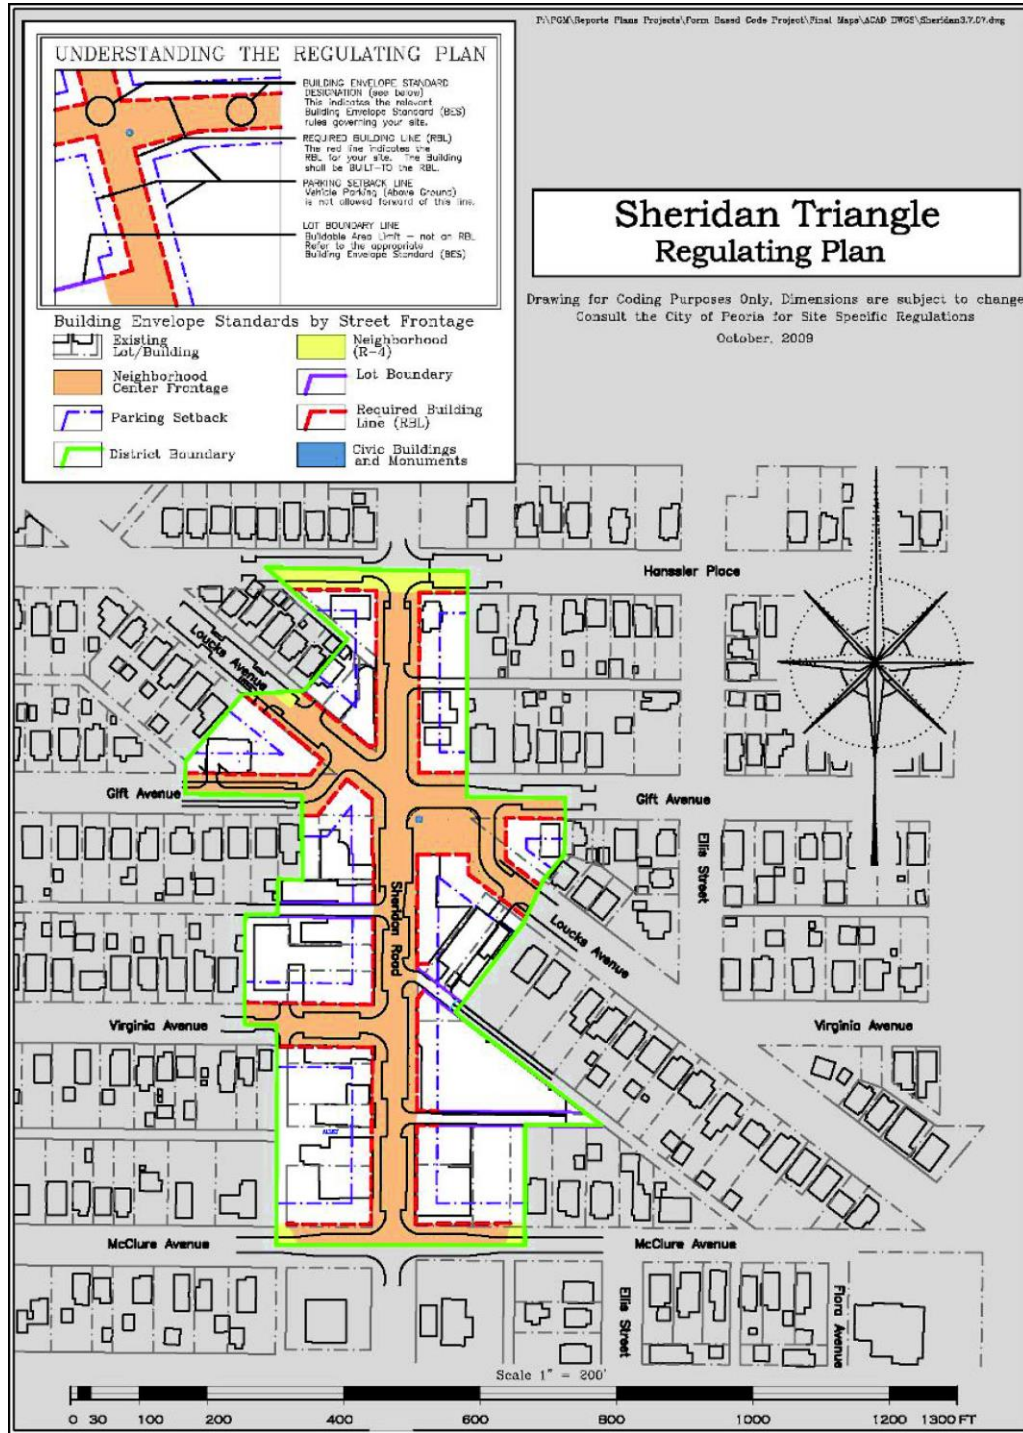 P:\PGM\Reports Plans Projects\Form Based Code Project\Final Maps\ACAD DWGS\Sheridan3.7.07.dwg
UNDERSTANDING THE REGULATING PLAN
BUILDING ENVELOPE STANDARD
DESIGNATION (see below)
This indicates the relevant
Building Envelope Standard (BES)
rules governing your site.
REQUIRED BUILDING LINE (RBL)
The red line indicates the
RBL for your site. The Building
shall be BUILT-TO the RBL.
PARKING SETBACK LINE
Vehicle Parking (Above Ground)
is not allowed forward of this line.
LOT BOUNDARY LINE
Buildable Area Limit – not an RBL
Refer to the appropriate
Building Envelope Standard (BES)
Sheridan Triangle
Regulating Plan
Drawing for Coding Purposes Only, Dimensions are subject to change
Consult the City of Peoria for Site Specific Regulations
October, 2009
Building Envelope Standards by Street Frontage
Existing
Lot/Building
Neighborhood
(R-4)
Neighborhood
Center Frontage
Lot Boundary
Parking Setback
Required Building
Line (RBL)
District Boundary
Civic Buildings
and Monuments
Hanssler Place
Loucks Avenue
Gift Avenue
Gift Avenue
Ellis Street
Sheridan Road
Loucks Avenue
Virginia Avenue
Virginia Avenue
McClure Avenue
McClure Avenue
Ellis Street
Flora Avenue
Scale 1" = 200'
0 30 100 200 400 600 800 1000 1200 1300 FT